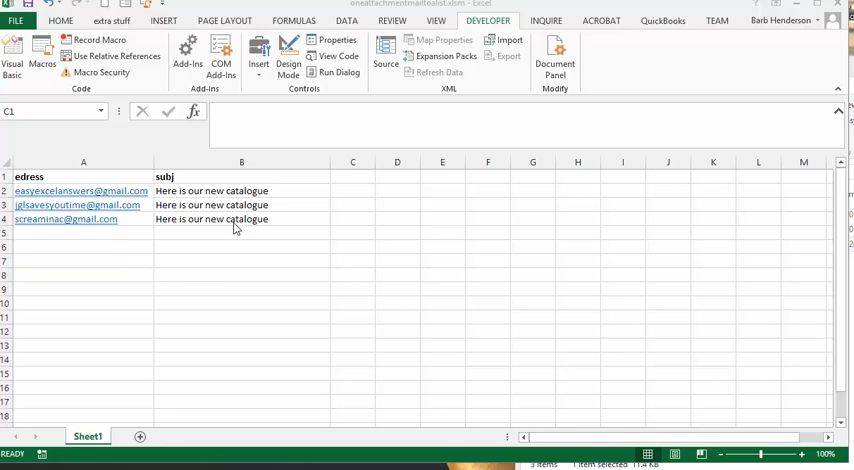 oneattachmentmailtoalist.xlsm - Excel
FILE HOME extra stuff INSERT PAGE LAYOUT FORMULAS DATA REVIEW VIEW DEVELOPER INQUIRE ACROBAT QuickBooks TEAM Barb Henderson
Visual Basic
Macros
Record Macro
Use Relative References
Macro Security
Code
Add-Ins
COM Add-Ins
Add-Ins
Insert
Design Mode
Properties
View Code
Run Dialog
Controls
Source
Map Properties
Expansion Packs
Refresh Data
Import
Export
XML
Document Panel
Modify
C1 fx
A B C D E F G H I J K L M
1 edress subj
2 easyexcelanswers@gmail.com Here is our new catalogue
3 jglsavesyoutime@gmail.com Here is our new catalogue
4 screaminac@gmail.com Here is our new catalogue
5
6
7
8
9
10
11
12
13
14
15
16
17
18
Sheet1
READY 100%
3 items 1 item selected 11.4 KB